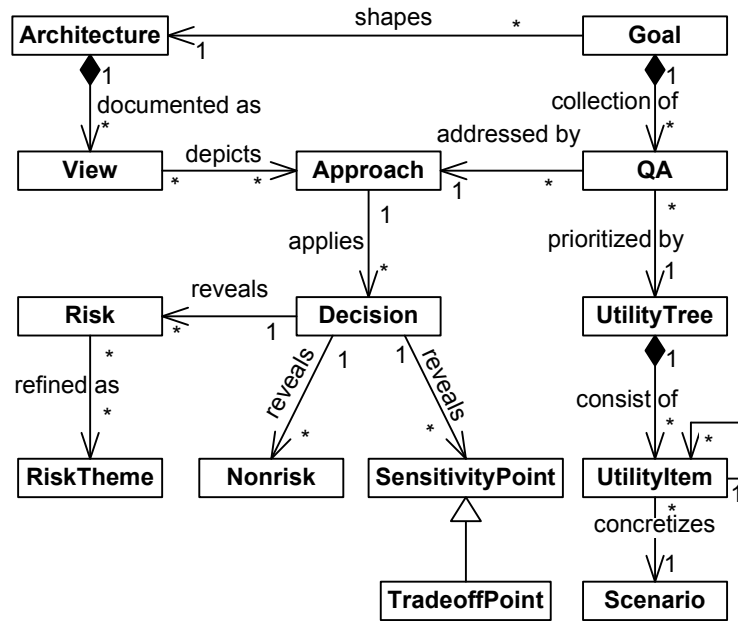 shapes
Architecture
1
*
Goal
1
documented as
*
1
collection of
*
View
*
depicts
*
Approach
1
addressed by
*
QA
1
applies
*
*
prioritized by
1
Risk
*
reveals
1
Decision
UtilityTree
*
refined as
*
1
reveals
*
1
reveals
*
1
consist of
*
*
RiskTheme
Nonrisk
SensitivityPoint
UtilityItem
1
*
concretizes
1
TradeoffPoint
Scenario